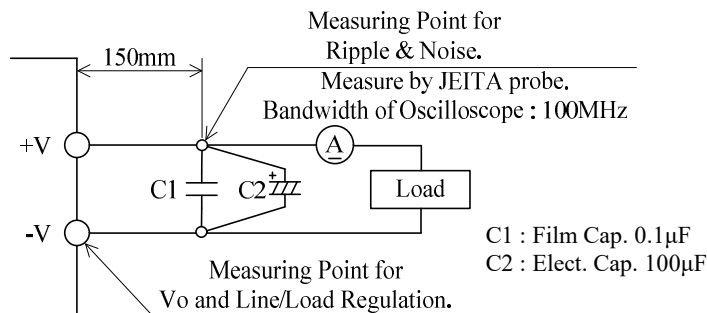 Measuring Point for
Ripple & Noise.
150mm
Measure by JEITA probe.
Bandwidth of Oscilloscope : 100MHz
+V
A
C1
C2
+
Load
-V
C1 : Film Cap. 0.1μF
C2 : Elect. Cap. 100μF
Measuring Point for
Vo and Line/Load Regulation.